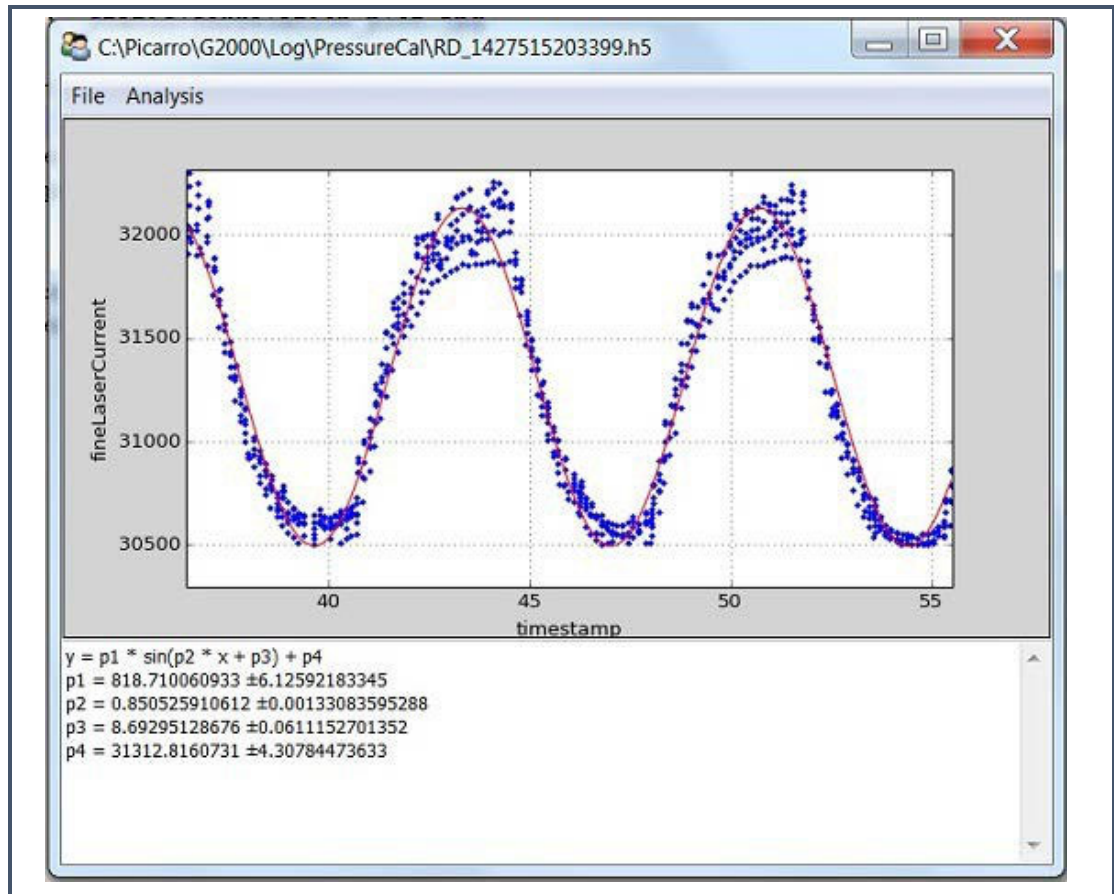 C:\Picarro\G2000\Log\PressureCal\RD_1427515203399.h5
File Analysis
32000
31500
31000
30500
fineLaserCurrent
40 45 50 55
timestamp
y = p1 * sin(p2 * x + p3) + p4
p1 = 818.710060933 ±6.12592183345
p2 = 0.850525910612 ±0.00133083595288
p3 = 8.69295128676 ±0.0611152701352
p4 = 31312.8160731 ±4.30784473633